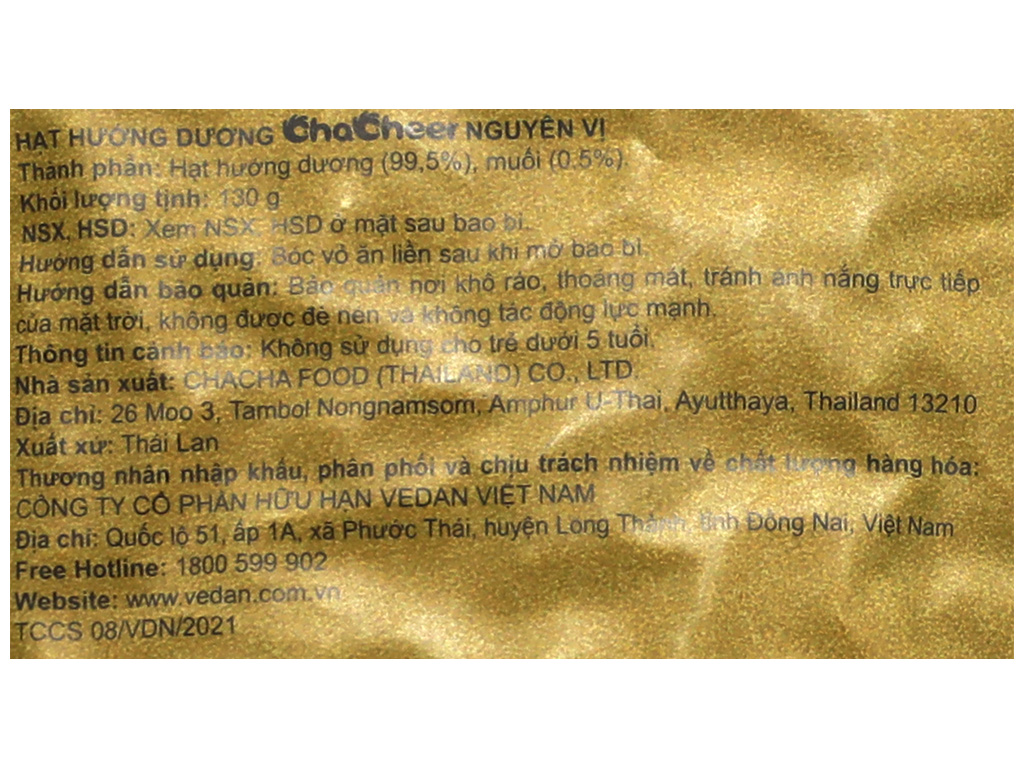 HẠT HƯỚNG DƯƠNG ChaCheer NGUYÊN VỊ
Thành phần: Hạt hướng dương (99,5%), muối (0.5%).
Khối lượng tịnh: 130 g
NSX, HSD: Xem NSX, HSD ở mặt sau bao bì.
Hướng dẫn sử dụng: Bóc vỏ ăn liền sau khi mở bao bì.
Hướng dẫn bảo quản: Bảo quản nơi khô ráo, thoáng mát, tránh ánh nắng trực tiếp
của mặt trời, không được đè nén và không tác động lực mạnh.
Thông tin cảnh báo: Không sử dụng cho trẻ dưới 5 tuổi.
Nhà sản xuất: CHACHA FOOD (THAILAND) CO., LTD.
Địa chỉ: 26 Moo 3, Tambol Nongnamsom, Amphur U-Thai, Ayutthaya, Thailand 13210
Xuất xứ: Thái Lan
Thương nhân nhập khẩu, phân phối và chịu trách nhiệm về chất lượng hàng hóa:
CÔNG TY CỔ PHẦN HỮU HẠN VEDAN VIỆT NAM
Địa chỉ: Quốc lộ 51, ấp 1A, xã Phước Thái, huyện Long Thành, tỉnh Đồng Nai, Việt Nam
Free Hotline: 1800 599 902
Website: www.vedan.com.vn
TCCS 08/VDN/2021